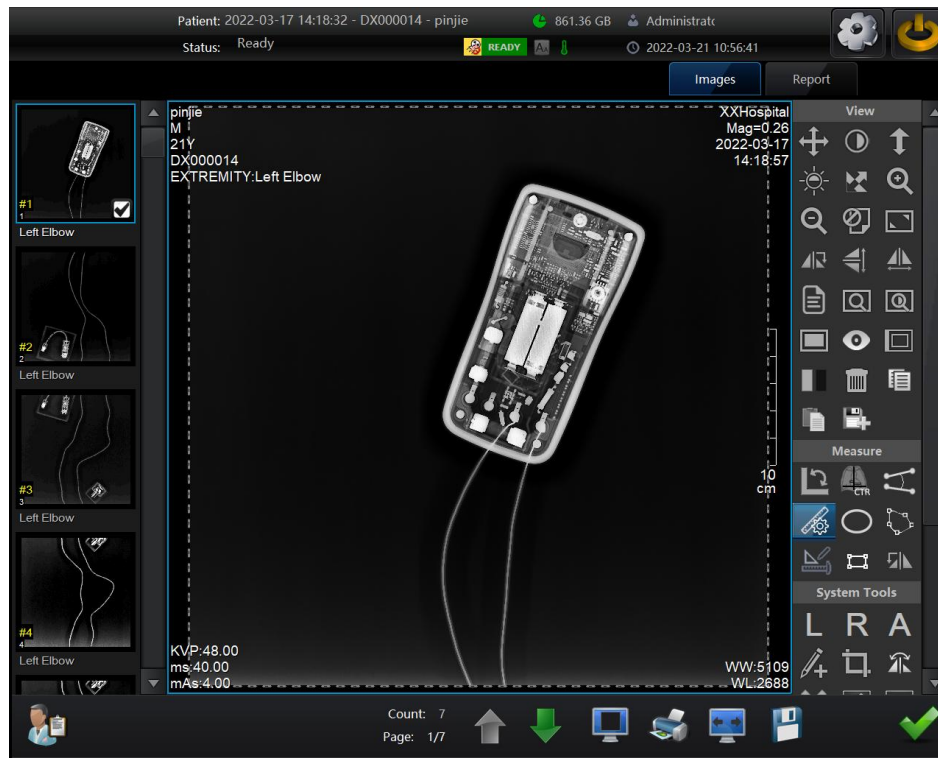 Patient: 2022-03-17 14:18:32 - DX000014 - pinjie
861.36 GB
Administratc
Status: Ready
READY
2022-03-21 10:56:41
Images
Report
#1
1
Left Elbow
#2
2
Left Elbow
#3
3
Left Elbow
#4
4
Left Elbow
pinjie
M
21Y
DX000014
EXTREMITY:Left Elbow
XXHospital
Mag=0.26
2022-03-17
14:18:57
10
cm
KVP:48.00
ms:40.00
mAs:4.00
WW:5109
WL:2688
View
Measure
CTR
System Tools
L R A
Count: 7
Page: 1/7